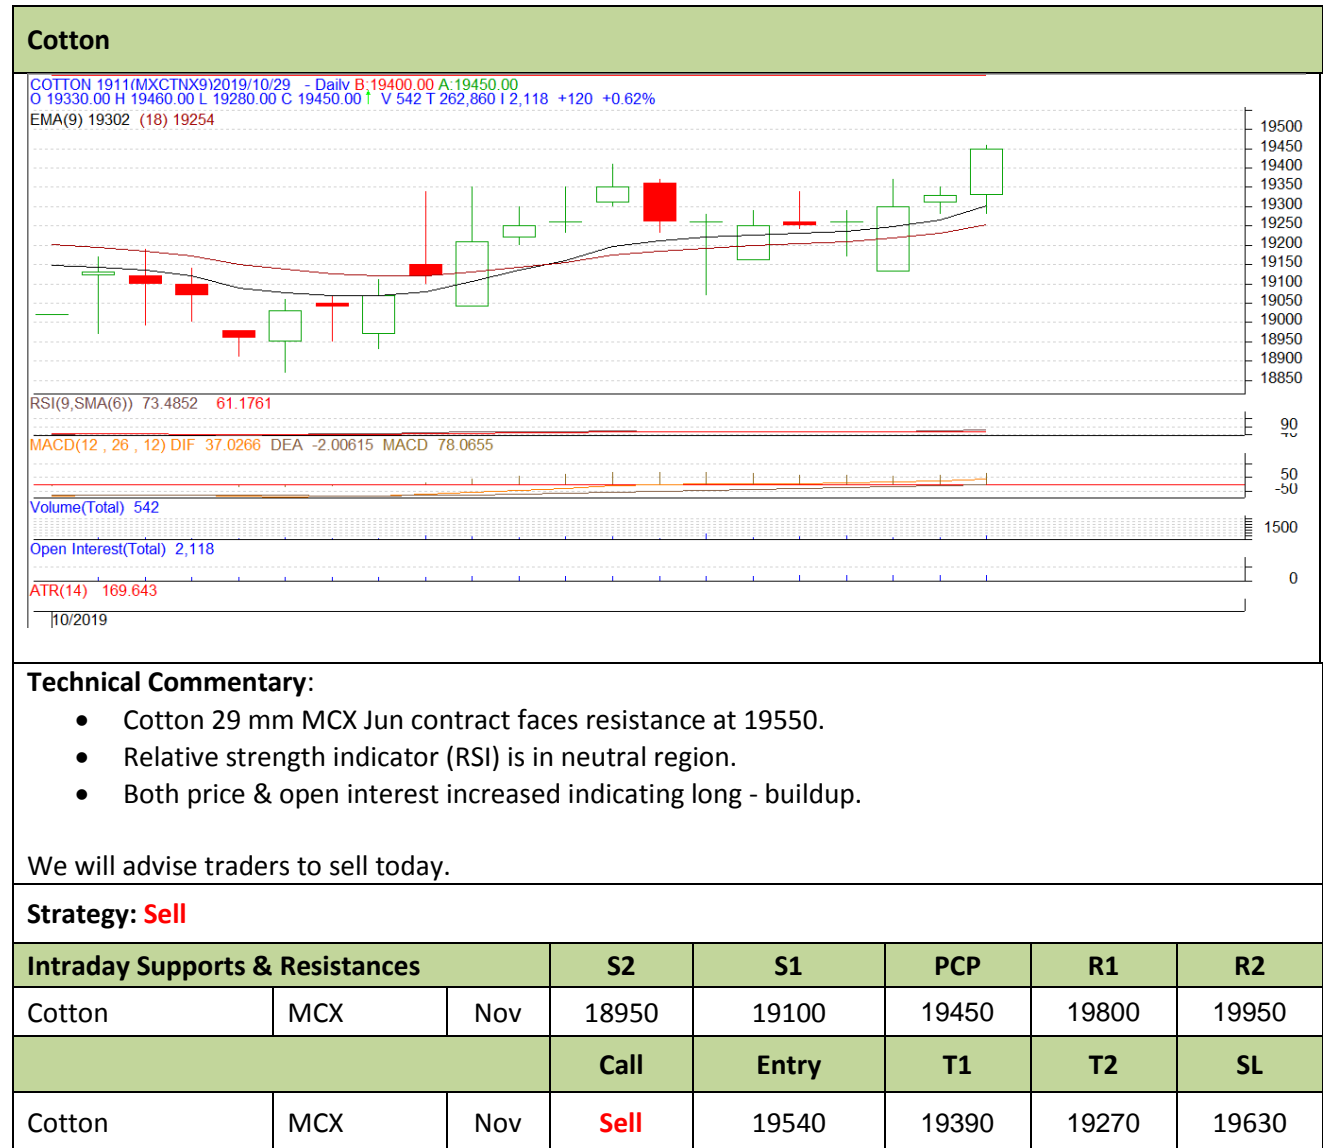 Cotton
COTTON 1911(MXCTNX9)2019/10/29 - Daily B:19400.00 A:19450.00
O 19330.00 H 19460.00 L 19280.00 C 19450.00↑ V 542 T 262,860 I 2,118 +120 +0.62%
EMA(9) 19302 (18) 19254
19500
19450
19400
19350
19300
19250
19200
19150
19100
19050
19000
18950
18900
18850
RSI(9,SMA(6)) 73.4852 61.1761
90
MACD(12 , 26 , 12) DIF 37.0266 DEA -2.00615 MACD 78.0655
50
-50
Volume(Total) 542
1500
Open Interest(Total) 2,118
0
ATR(14) 169.643
10/2019
Technical Commentary:
• Cotton 29 mm MCX Jun contract faces resistance at 19550.
• Relative strength indicator (RSI) is in neutral region.
• Both price & open interest increased indicating long - buildup.
We will advise traders to sell today.
Strategy: Sell
Intraday Supports & Resistances S2 S1 PCP R1 R2
Cotton MCX Nov 18950 19100 19450 19800 19950
Call Entry T1 T2 SL
Cotton MCX Nov Sell 19540 19390 19270 19630